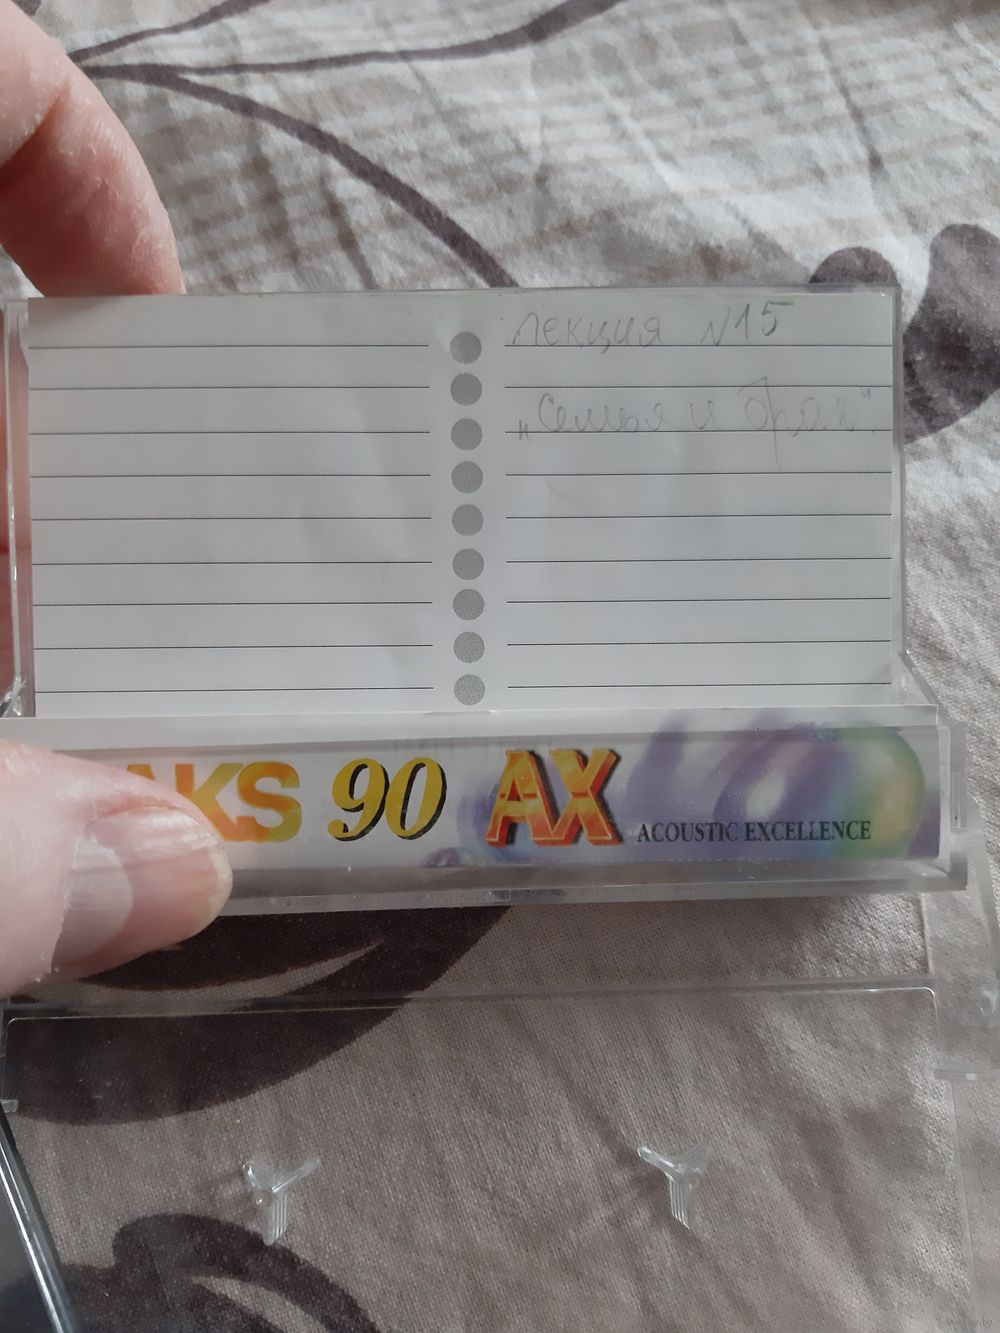 Лекция №15
"Семья и брак".
AKS 90 AX ACOUSTIC EXCELLENCE